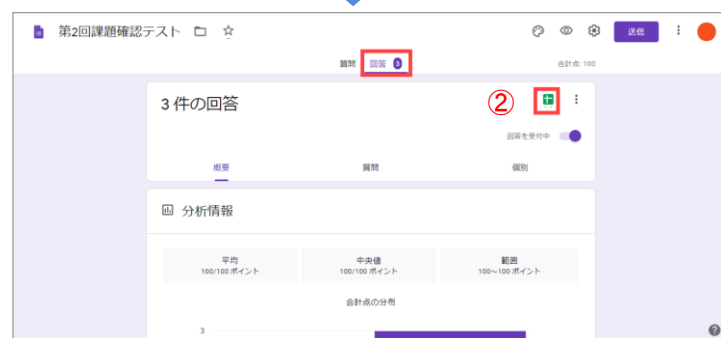 第2回課題確認テスト
送信
質問 回答 3
合計点: 100
3 件の回答
②
回答を受付中
概要 質問 個別
分析情報
平均 中央値 範囲
100/100 ポイント 100/100 ポイント 100～100 ポイント
合計点の分布
3